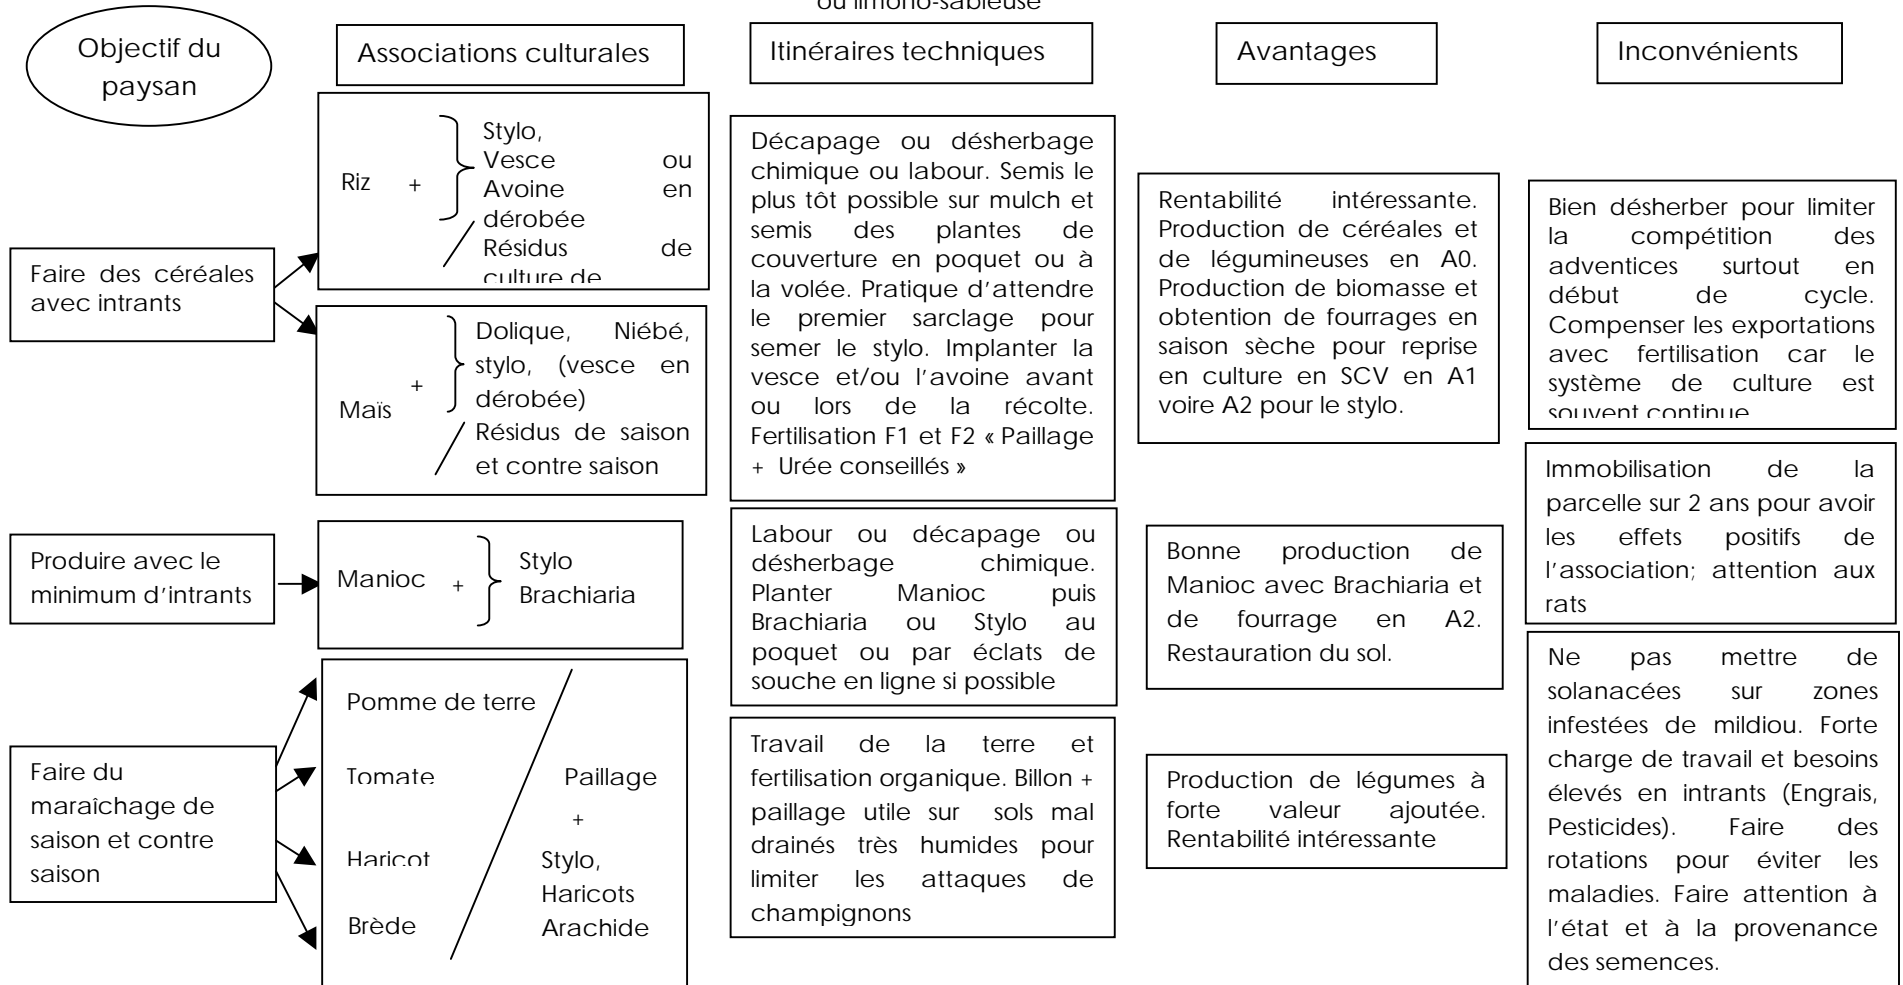 ou limono-sableuse
Objectif du
paysan
Associations culturales
Itinéraires techniques
Avantages
Inconvénients
Faire des céréales
avec intrants
Riz +
Stylo,
Vesce ou
Avoine en
dérobée
Résidus de
culture de
Maïs +
Dolique, Niébé,
stylo, (vesce en
dérobée)
Résidus de saison
et contre saison
Décapage ou désherbage
chimique ou labour. Semis le
plus tôt possible sur mulch et
semis des plantes de
couverture en poquet ou à
la volée. Pratique d'attendre
le premier sarclage pour
semer le stylo. Implanter la
vesce et/ou l'avoine avant
ou lors de la récolte.
Fertilisation F1 et F2 « Paillage
+ Urée conseillés »
Rentabilité intéressante.
Production de céréales et
de légumineuses en A0.
Production de biomasse et
obtention de fourrages en
saison sèche pour reprise
en culture en SCV en A1
voire A2 pour le stylo.
Bien désherber pour limiter
la compétition des
adventices surtout en
début de cycle.
Compenser les exportations
avec fertilisation car le
système de culture est
souvent continue
Produire avec le
minimum d'intrants
Manioc +
Stylo
Brachiaria
Labour ou décapage ou
désherbage chimique.
Planter Manioc puis
Brachiaria ou Stylo au
poquet ou par éclats de
souche en ligne si possible
Bonne production de
Manioc avec Brachiaria et
de fourrage en A2.
Restauration du sol.
Immobilisation de la
parcelle sur 2 ans pour avoir
les effets positifs de
l'association; attention aux
rats
Faire du
maraîchage de
saison et contre
saison
Pomme de terre
Tomate
Haricot
Brède
Paillage
+
Stylo,
Haricots
Arachide
Travail de la terre et
fertilisation organique. Billon +
paillage utile sur sols mal
drainés très humides pour
limiter les attaques de
champignons
Production de légumes à
forte valeur ajoutée.
Rentabilité intéressante
Ne pas mettre de
solanacées sur zones
infestées de mildiou. Forte
charge de travail et besoins
élevés en intrants (Engrais,
Pesticides). Faire des
rotations pour éviter les
maladies. Faire attention à
l'état et à la provenance
des semences.